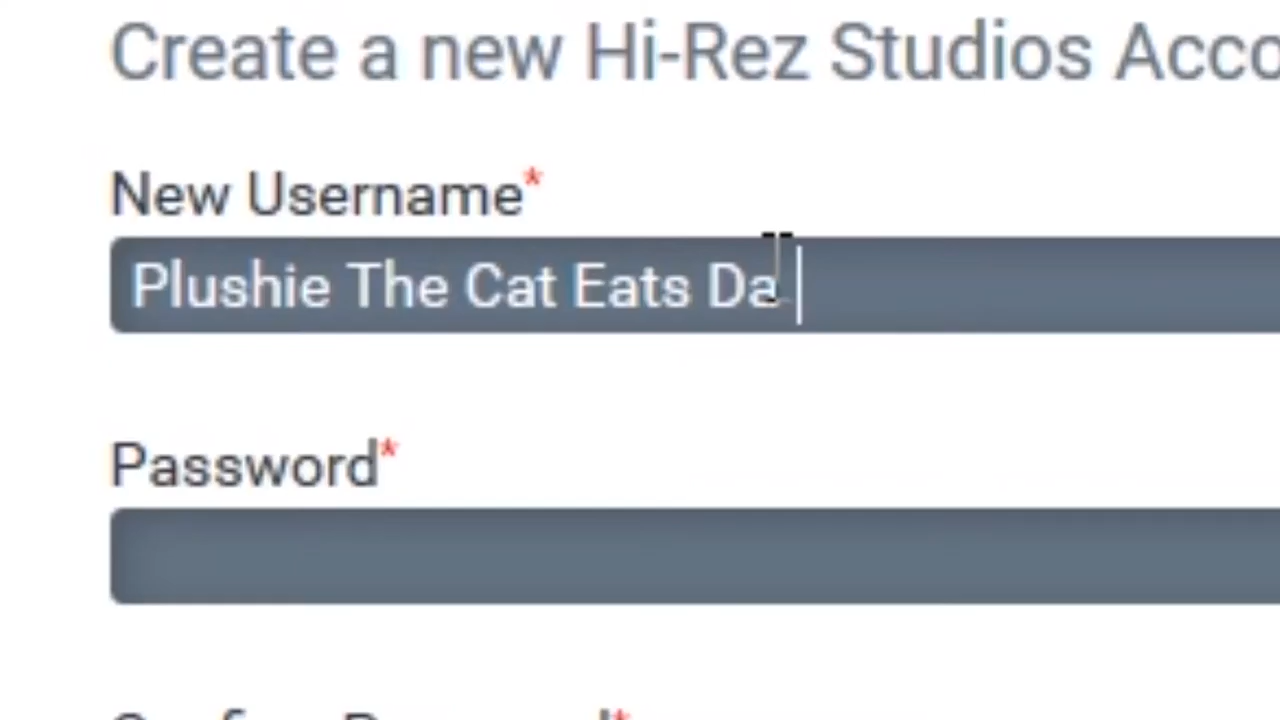 Create a new Hi-Rez Studios Acco
New Username*
Plushie The Cat Eats Da
Password*